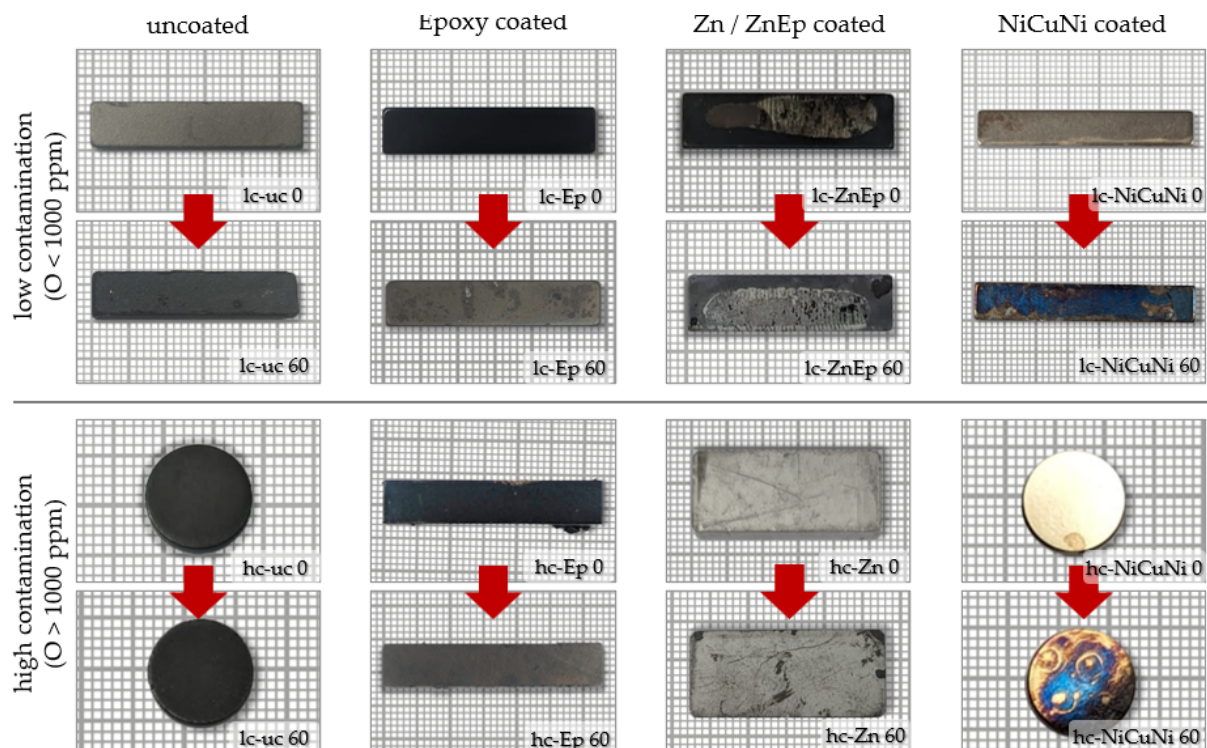 uncoated
Epoxy coated
Zn / ZnEp coated
NiCuNi coated
low contamination
(O < 1000 ppm)
lc-uc 0
lc-Ep 0
lc-ZnEp 0
lc-NiCuNi 0
lc-uc 60
lc-Ep 60
lc-ZnEp 60
lc-NiCuNi 60
high contamination
(O > 1000 ppm)
hc-uc 0
hc-Ep 0
hc-Zn 0
hc-NiCuNi 0
lc-uc 60
hc-Ep 60
hc-Zn 60
hc-NiCuNi 60